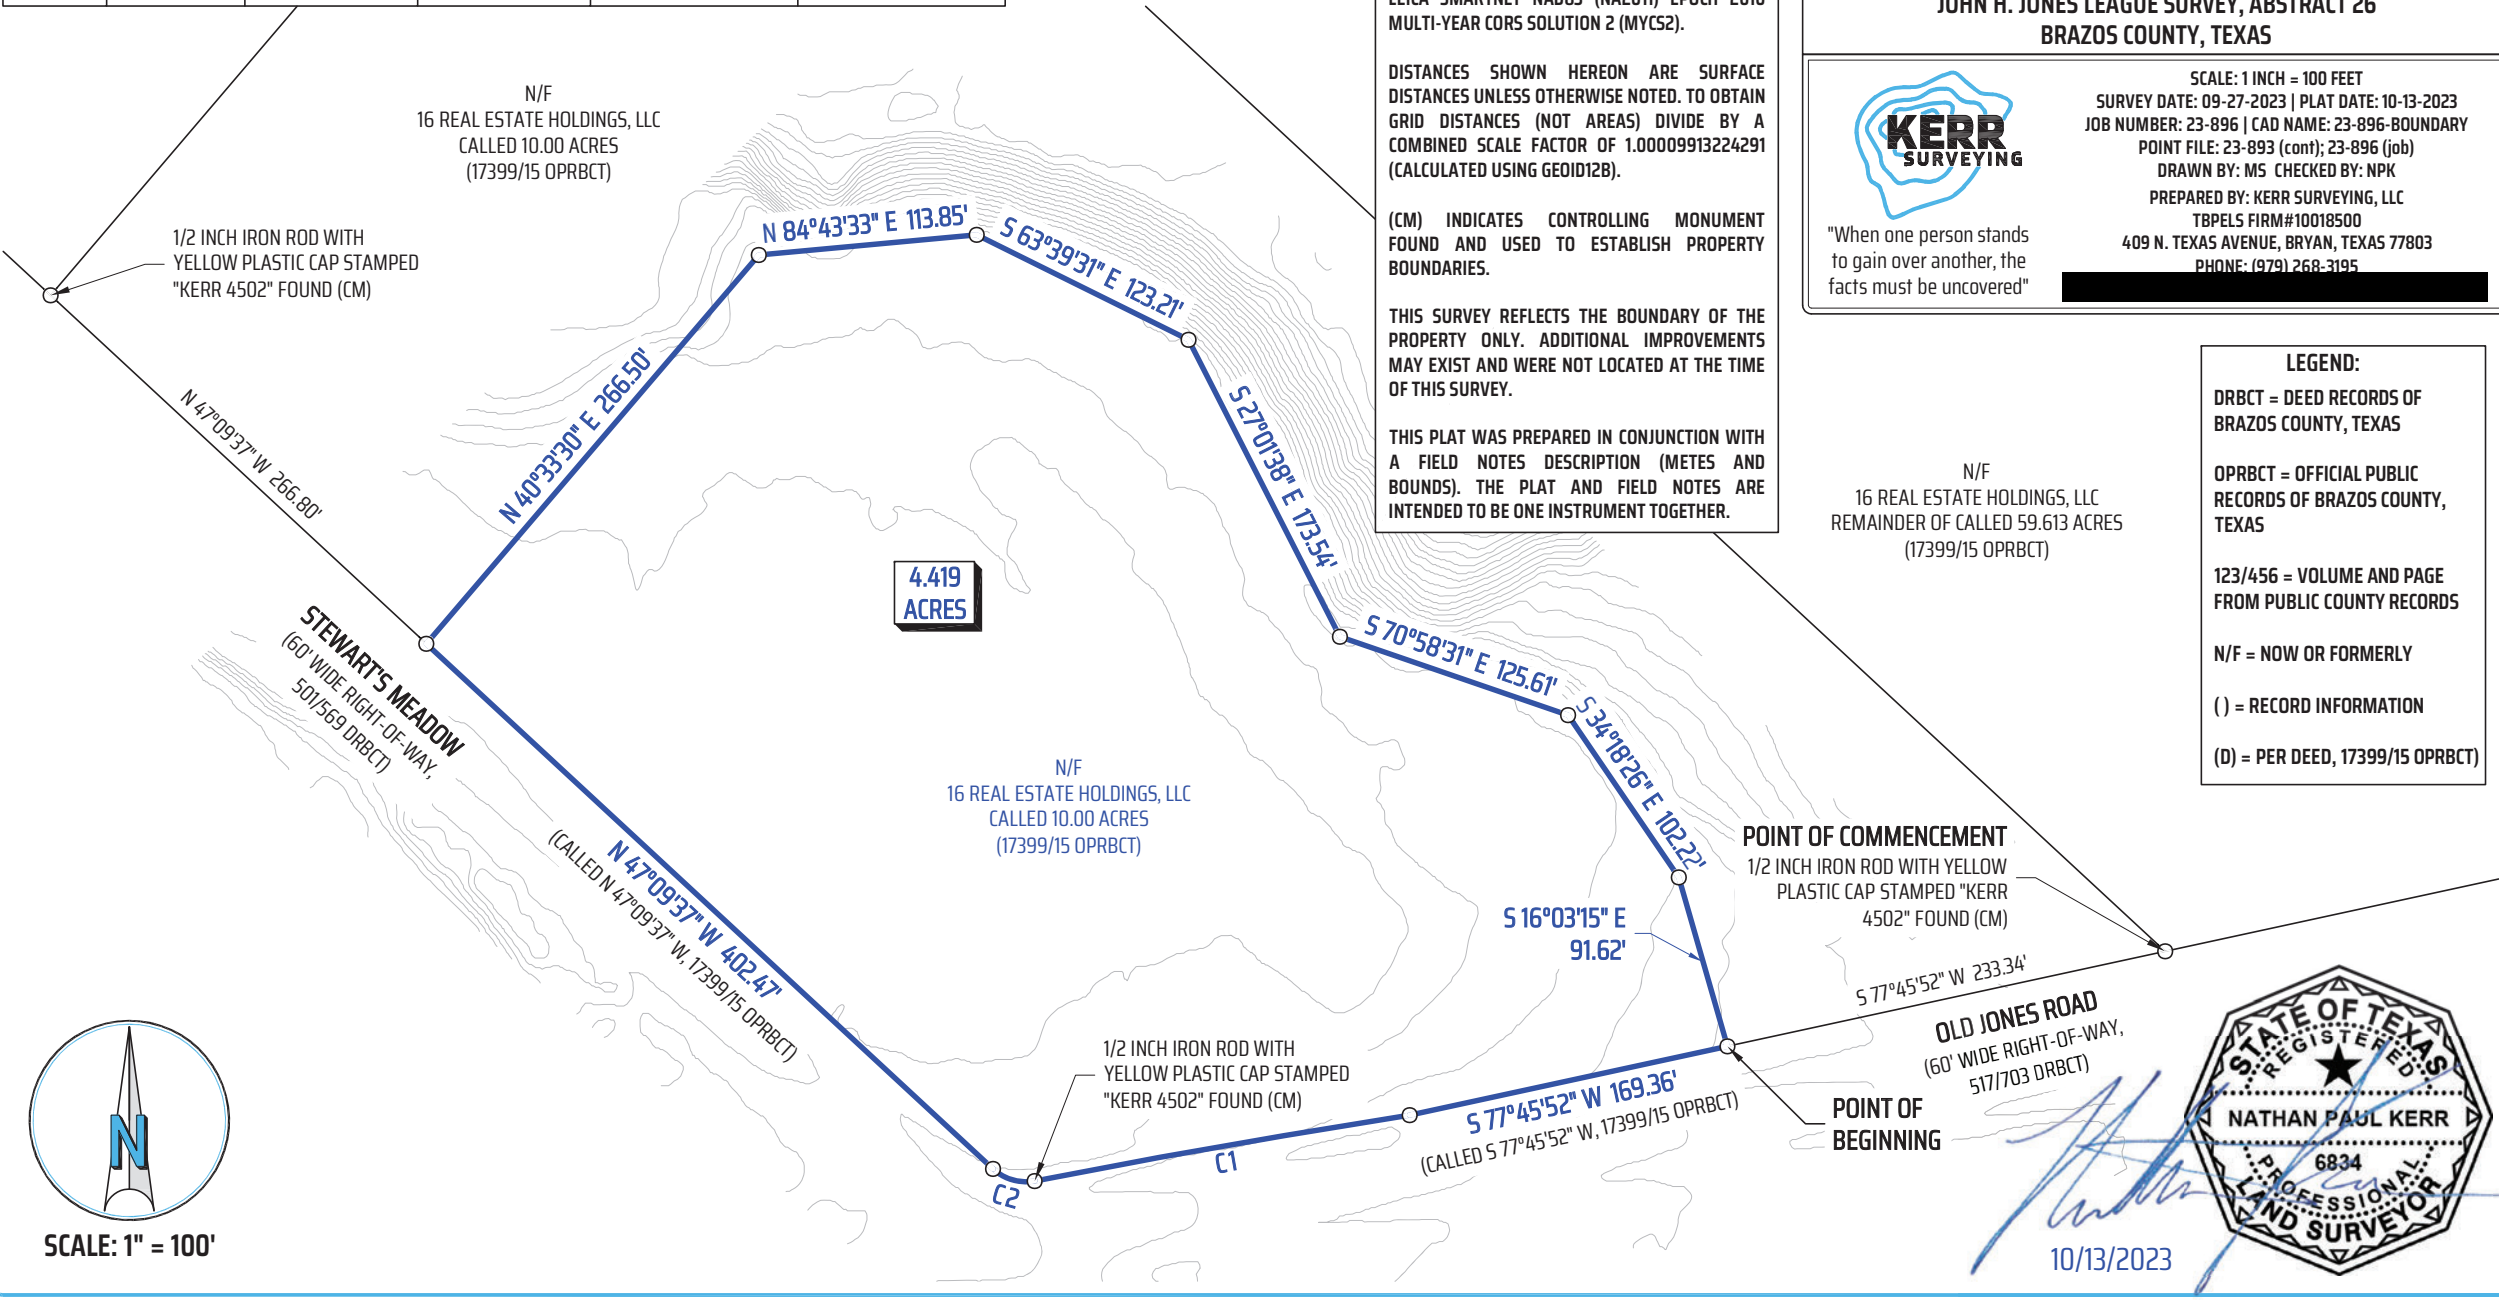 LEICA SMARTNET NAD83 (NA2011) EPOCH 2010
MULTI-YEAR CORS SOLUTION 2 (MYCS2).
DISTANCES SHOWN HEREON ARE SURFACE
DISTANCES UNLESS OTHERWISE NOTED. TO OBTAIN
GRID DISTANCES (NOT AREAS) DIVIDE BY A
COMBINED SCALE FACTOR OF 1.00009913224291
(CALCULATED USING GEOID12B).
(CM) INDICATES CONTROLLING MONUMENT
FOUND AND USED TO ESTABLISH PROPERTY
BOUNDARIES.
THIS SURVEY REFLECTS THE BOUNDARY OF THE
PROPERTY ONLY. ADDITIONAL IMPROVEMENTS
MAY EXIST AND WERE NOT LOCATED AT THE TIME
OF THIS SURVEY.
THIS PLAT WAS PREPARED IN CONJUNCTION WITH
A FIELD NOTES DESCRIPTION (METES AND
BOUNDS). THE PLAT AND FIELD NOTES ARE
INTENDED TO BE ONE INSTRUMENT TOGETHER.
JOHN H. JONES LEAGUE SURVEY, ABSTRACT 26
BRAZOS COUNTY, TEXAS
KERR
SURVEYING
"When one person stands
to gain over another, the
facts must be uncovered"
SCALE: 1 INCH = 100 FEET
SURVEY DATE: 09-27-2023 | PLAT DATE: 10-13-2023
JOB NUMBER: 23-896 | CAD NAME: 23-896-BOUNDARY
POINT FILE: 23-893 (cont); 23-896 (job)
DRAWN BY: MS CHECKED BY: NPK
PREPARED BY: KERR SURVEYING, LLC
TBPELS FIRM#10018500
409 N. TEXAS AVENUE, BRYAN, TEXAS 77803
PHONE: (979) 268-3195
LEGEND:
DRBCT = DEED RECORDS OF
BRAZOS COUNTY, TEXAS
OPRBCT = OFFICIAL PUBLIC
RECORDS OF BRAZOS COUNTY,
TEXAS
123/456 = VOLUME AND PAGE
FROM PUBLIC COUNTY RECORDS
N/F = NOW OR FORMERLY
( ) = RECORD INFORMATION
(D) = PER DEED, 17399/15 OPRBCT)
N/F
16 REAL ESTATE HOLDINGS, LLC
CALLED 10.00 ACRES
(17399/15 OPRBCT)
1/2 INCH IRON ROD WITH
YELLOW PLASTIC CAP STAMPED
"KERR 4502" FOUND (CM)
N 84°43'33" E 113.85'
S 63°39'31" E 123.21'
N 40°33'30" E 266.50'
S 27°01'38" E 173.54'
N 47°09'37" W 266.80'
N/F
16 REAL ESTATE HOLDINGS, LLC
REMAINDER OF CALLED 59.613 ACRES
(17399/15 OPRBCT)
4.419
ACRES
S 70°58'31" E 125.61'
STEWART'S MEADOW
(60' WIDE RIGHT-OF-WAY,
501/569 DRBCT)
S 34°18'26" E 102.22'
N/F
16 REAL ESTATE HOLDINGS, LLC
CALLED 10.00 ACRES
(17399/15 OPRBCT)
POINT OF COMMENCEMENT
1/2 INCH IRON ROD WITH YELLOW
PLASTIC CAP STAMPED "KERR
4502" FOUND (CM)
N 47°09'37" W 402.47'
(CALLED N 47°09'37" W, 17399/15 OPRBCT)
S 16°03'15" E
91.62'
S 77°45'52" W 233.34'
OLD JONES ROAD
(60' WIDE RIGHT-OF-WAY,
517/703 DRBCT)
1/2 INCH IRON ROD WITH
YELLOW PLASTIC CAP STAMPED
"KERR 4502" FOUND (CM)
S 77°45'52" W 169.36'
(CALLED S 77°45'52" W, 17399/15 OPRBCT)
POINT OF
BEGINNING
C1
C2
N
SCALE: 1" = 100'
STATE OF TEXAS
REGISTERED
NATHAN PAUL KERR
6834
PROFESSIONAL
LAND SURVEYOR
10/13/2023